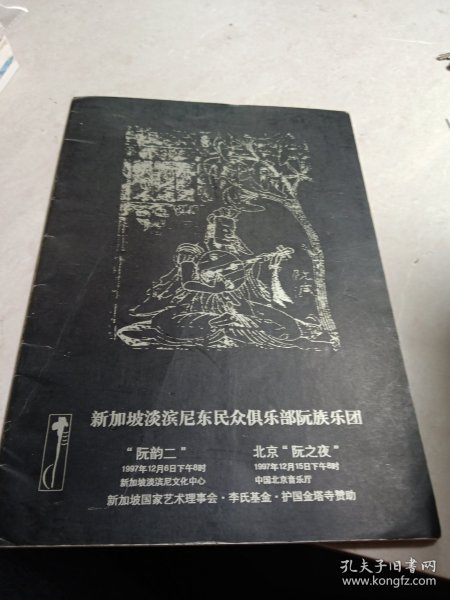 阮咸
新加坡淡滨尼东民众俱乐部阮族乐团
“阮韵二”
1997年12月6日下午8时
新加坡淡滨尼文化中心
北京“阮之夜”
1997年12月15日下午8时
中国北京音乐厅
新加坡国家艺术理事会·李氏基金·护国金塔寺赞助
孔夫子旧书网
www.kongfz.com